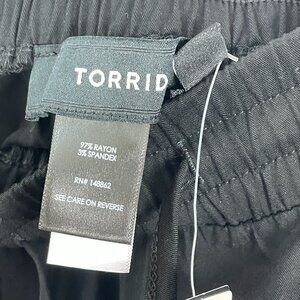 TORRID
97% RAYON
3% SPANDEX
RN# 148862
SEE CARE ON REVERSE